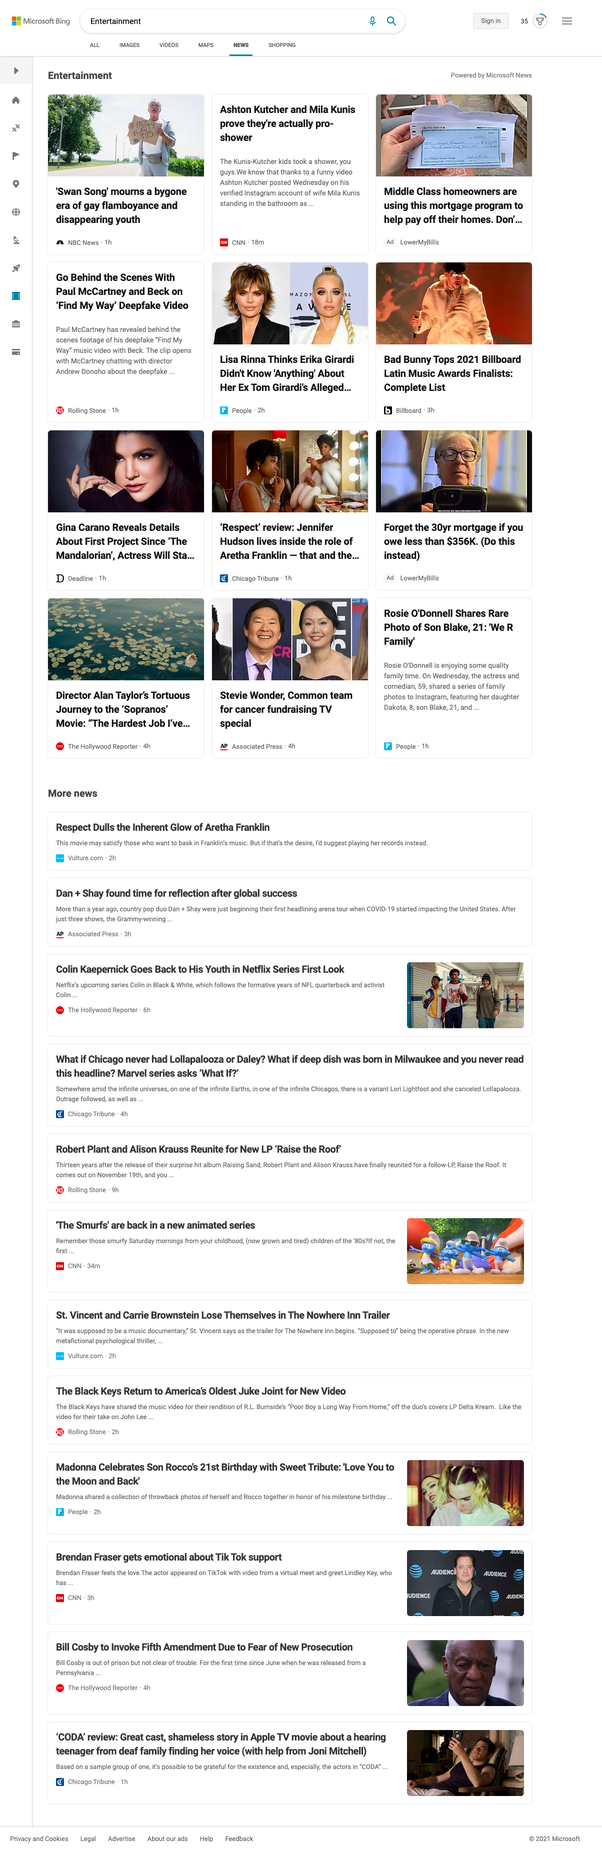 Microsoft Bing
Entertainment
Sign in
35
ALL IMAGES VIDEOS MAPS NEWS SHOPPING
Entertainment
Powered by Microsoft News
'Swan Song' mourns a bygone
era of gay flamboyance and
disappearing youth
NBC News · 1h
Ashton Kutcher and Mila Kunis
prove they're actually pro-
shower
The Kunis-Kutcher kids took a shower, you
guys.We know that thanks to a funny video
Ashton Kutcher posted Wednesday on his
verified Instagram account of wife Mila Kunis
standing in the bathroom as ...
CNN · 18m
Middle Class homeowners are
using this mortgage program to
help pay off their homes. Don'...
Ad LowerMyBills
Go Behind the Scenes With
Paul McCartney and Beck on
'Find My Way' Deepfake Video
Paul McCartney has revealed behind the
scenes footage of his deepfake "Find My
Way" music video with Beck. The clip opens
with McCartney chatting with director
Andrew Donoho about the deepfake ...
Rolling Stone · 1h
Lisa Rinna Thinks Erika Girardi
Didn't Know 'Anything' About
Her Ex Tom Girardi's Alleged...
People · 2h
Bad Bunny Tops 2021 Billboard
Latin Music Awards Finalists:
Complete List
Billboard · 3h
Gina Carano Reveals Details
About First Project Since 'The
Mandalorian', Actress Will Sta...
Deadline · 1h
'Respect' review: Jennifer
Hudson lives inside the role of
Aretha Franklin — that and the...
Chicago Tribune · 1h
Forget the 30yr mortgage if you
owe less than $356K. (Do this
instead)
Ad LowerMyBills
Director Alan Taylor's Tortuous
Journey to the 'Sopranos'
Movie: "The Hardest Job I've...
The Hollywood Reporter · 4h
Stevie Wonder, Common team
for cancer fundraising TV
special
AP Associated Press · 4h
Rosie O'Donnell Shares Rare
Photo of Son Blake, 21: 'We R
Family'
Rosie O'Donnell is enjoying some quality
family time. On Wednesday, the actress and
comedian, 59, shared a series of family
photos to Instagram, featuring her daughter
Dakota, 8, son Blake, 21, and ...
People · 1h
More news
Respect Dulls the Inherent Glow of Aretha Franklin
This movie may satisfy those who want to bask in Franklin's music. But if that's the desire, I'd suggest playing her records instead.
Vulture.com · 2h
Dan + Shay found time for reflection after global success
More than a year ago, country pop duo Dan + Shay were just beginning their first headlining arena tour when COVID-19 started impacting the United States. After
just three shows, the Grammy-winning ...
AP Associated Press · 3h
Colin Kaepernick Goes Back to His Youth in Netflix Series First Look
Netflix's upcoming series Colin in Black & White, which follows the formative years of NFL quarterback and activist
Colin ...
The Hollywood Reporter · 6h
What if Chicago never had Lollapalooza or Daley? What if deep dish was born in Milwaukee and you never read
this headline? Marvel series asks 'What If?'
Somewhere amid the infinite universes, on one of the infinite Earths, in one of the infinite Chicagos, there is a variant Lori Lightfoot and she canceled Lollapalooza.
Outrage followed, as well as ...
Chicago Tribune · 4h
Robert Plant and Alison Krauss Reunite for New LP 'Raise the Roof'
Thirteen years after the release of their surprise hit album Raising Sand, Robert Plant and Alison Krauss have finally reunited for a follow-LP, Raise the Roof. It
comes out on November 19th, and you ...
Rolling Stone · 9h
'The Smurfs' are back in a new animated series
Remember those smurfy Saturday mornings from your childhood, (now grown and tired) children of the '80s?If not, the
first ...
CNN · 34m
St. Vincent and Carrie Brownstein Lose Themselves in The Nowhere Inn Trailer
"It was supposed to be a music documentary," St. Vincent says as the trailer for The Nowhere Inn begins. "Supposed to" being the operative phrase. In the new
metafictional psychological thriller, ...
Vulture.com · 2h
The Black Keys Return to America's Oldest Juke Joint for New Video
The Black Keys have shared the music video for their rendition of R.L. Burnside's "Poor Boy a Long Way From Home," off the duo's covers LP Delta Kream. Like the
video for their take on John Lee ...
Rolling Stone · 2h
Madonna Celebrates Son Rocco's 21st Birthday with Sweet Tribute: 'Love You to
the Moon and Back'
Madonna shared a collection of throwback photos of herself and Rocco together in honor of his milestone birthday ...
People · 2h
Brendan Fraser gets emotional about Tik Tok support
Brendan Fraser feels the love.The actor appeared on TikTok with video from a virtual meet and greet.Lindley Key, who
has ...
CNN · 3h
Bill Cosby to Invoke Fifth Amendment Due to Fear of New Prosecution
Bill Cosby is out of prison but not clear of trouble. For the first time since June when he was released from a
Pennsylvania ...
The Hollywood Reporter · 4h
'CODA' review: Great cast, shameless story in Apple TV movie about a hearing
teenager from deaf family finding her voice (with help from Joni Mitchell)
Based on a sample group of one, it's possible to be grateful for the existence and, especially, the actors in "CODA" ...
Chicago Tribune · 1h
Privacy and Cookies Legal Advertise About our ads Help Feedback
© 2021 Microsoft